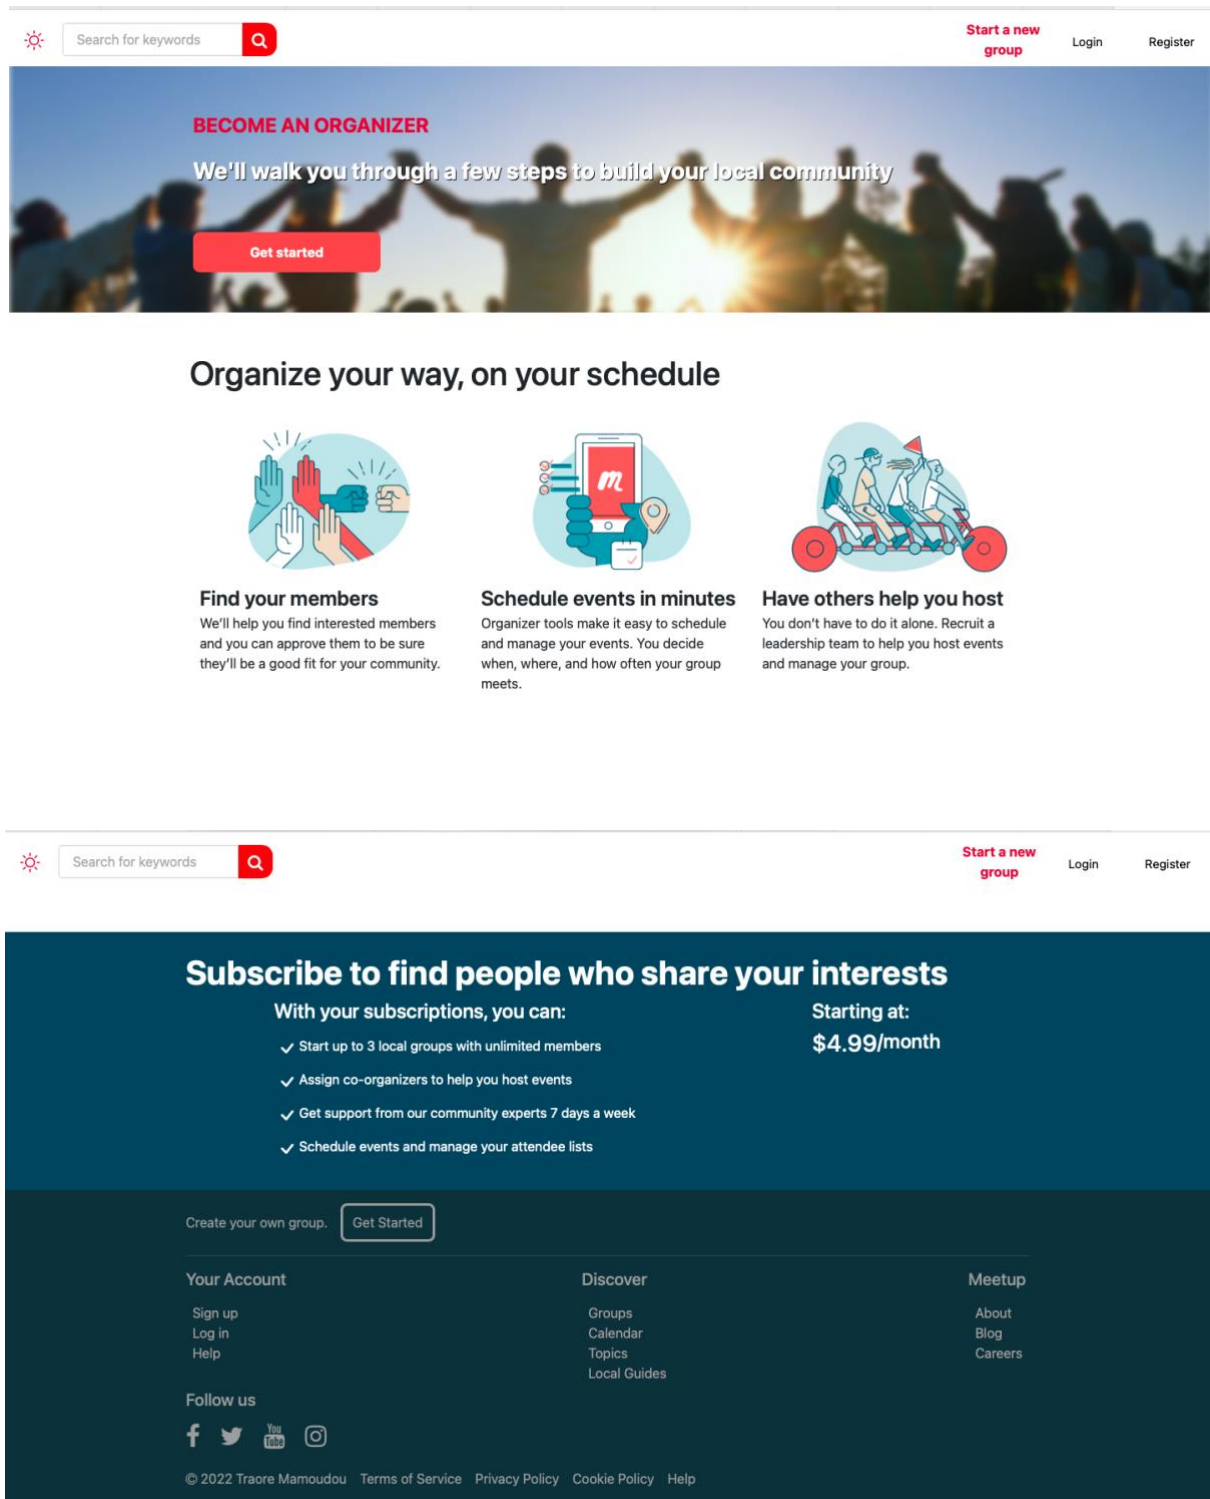 Search for keywords
Start a new
group
Login
Register
BECOME AN ORGANIZER
We'll walk you through a few steps to build your local community
Get started
Organize your way, on your schedule
m
Find your members
We'll help you find interested members
and you can approve them to be sure
they'll be a good fit for your community.
Schedule events in minutes
Organizer tools make it easy to schedule
and manage your events. You decide
when, where, and how often your group
meets.
Have others help you host
You don't have to do it alone. Recruit a
leadership team to help you host events
and manage your group.
Search for keywords
Start a new
group
Login
Register
Subscribe to find people who share your interests
With your subscriptions, you can:
Start up to 3 local groups with unlimited members
Assign co-organizers to help you host events
Get support from our community experts 7 days a week
Schedule events and manage your attendee lists
Starting at:
$4.99/month
Create your own group.
Get Started
Your Account
Sign up
Log in
Help
Discover
Groups
Calendar
Topics
Local Guides
Meetup
About
Blog
Careers
Follow us
You
Tube
© 2022 Traore Mamoudou Terms of Service Privacy Policy Cookie Policy Help